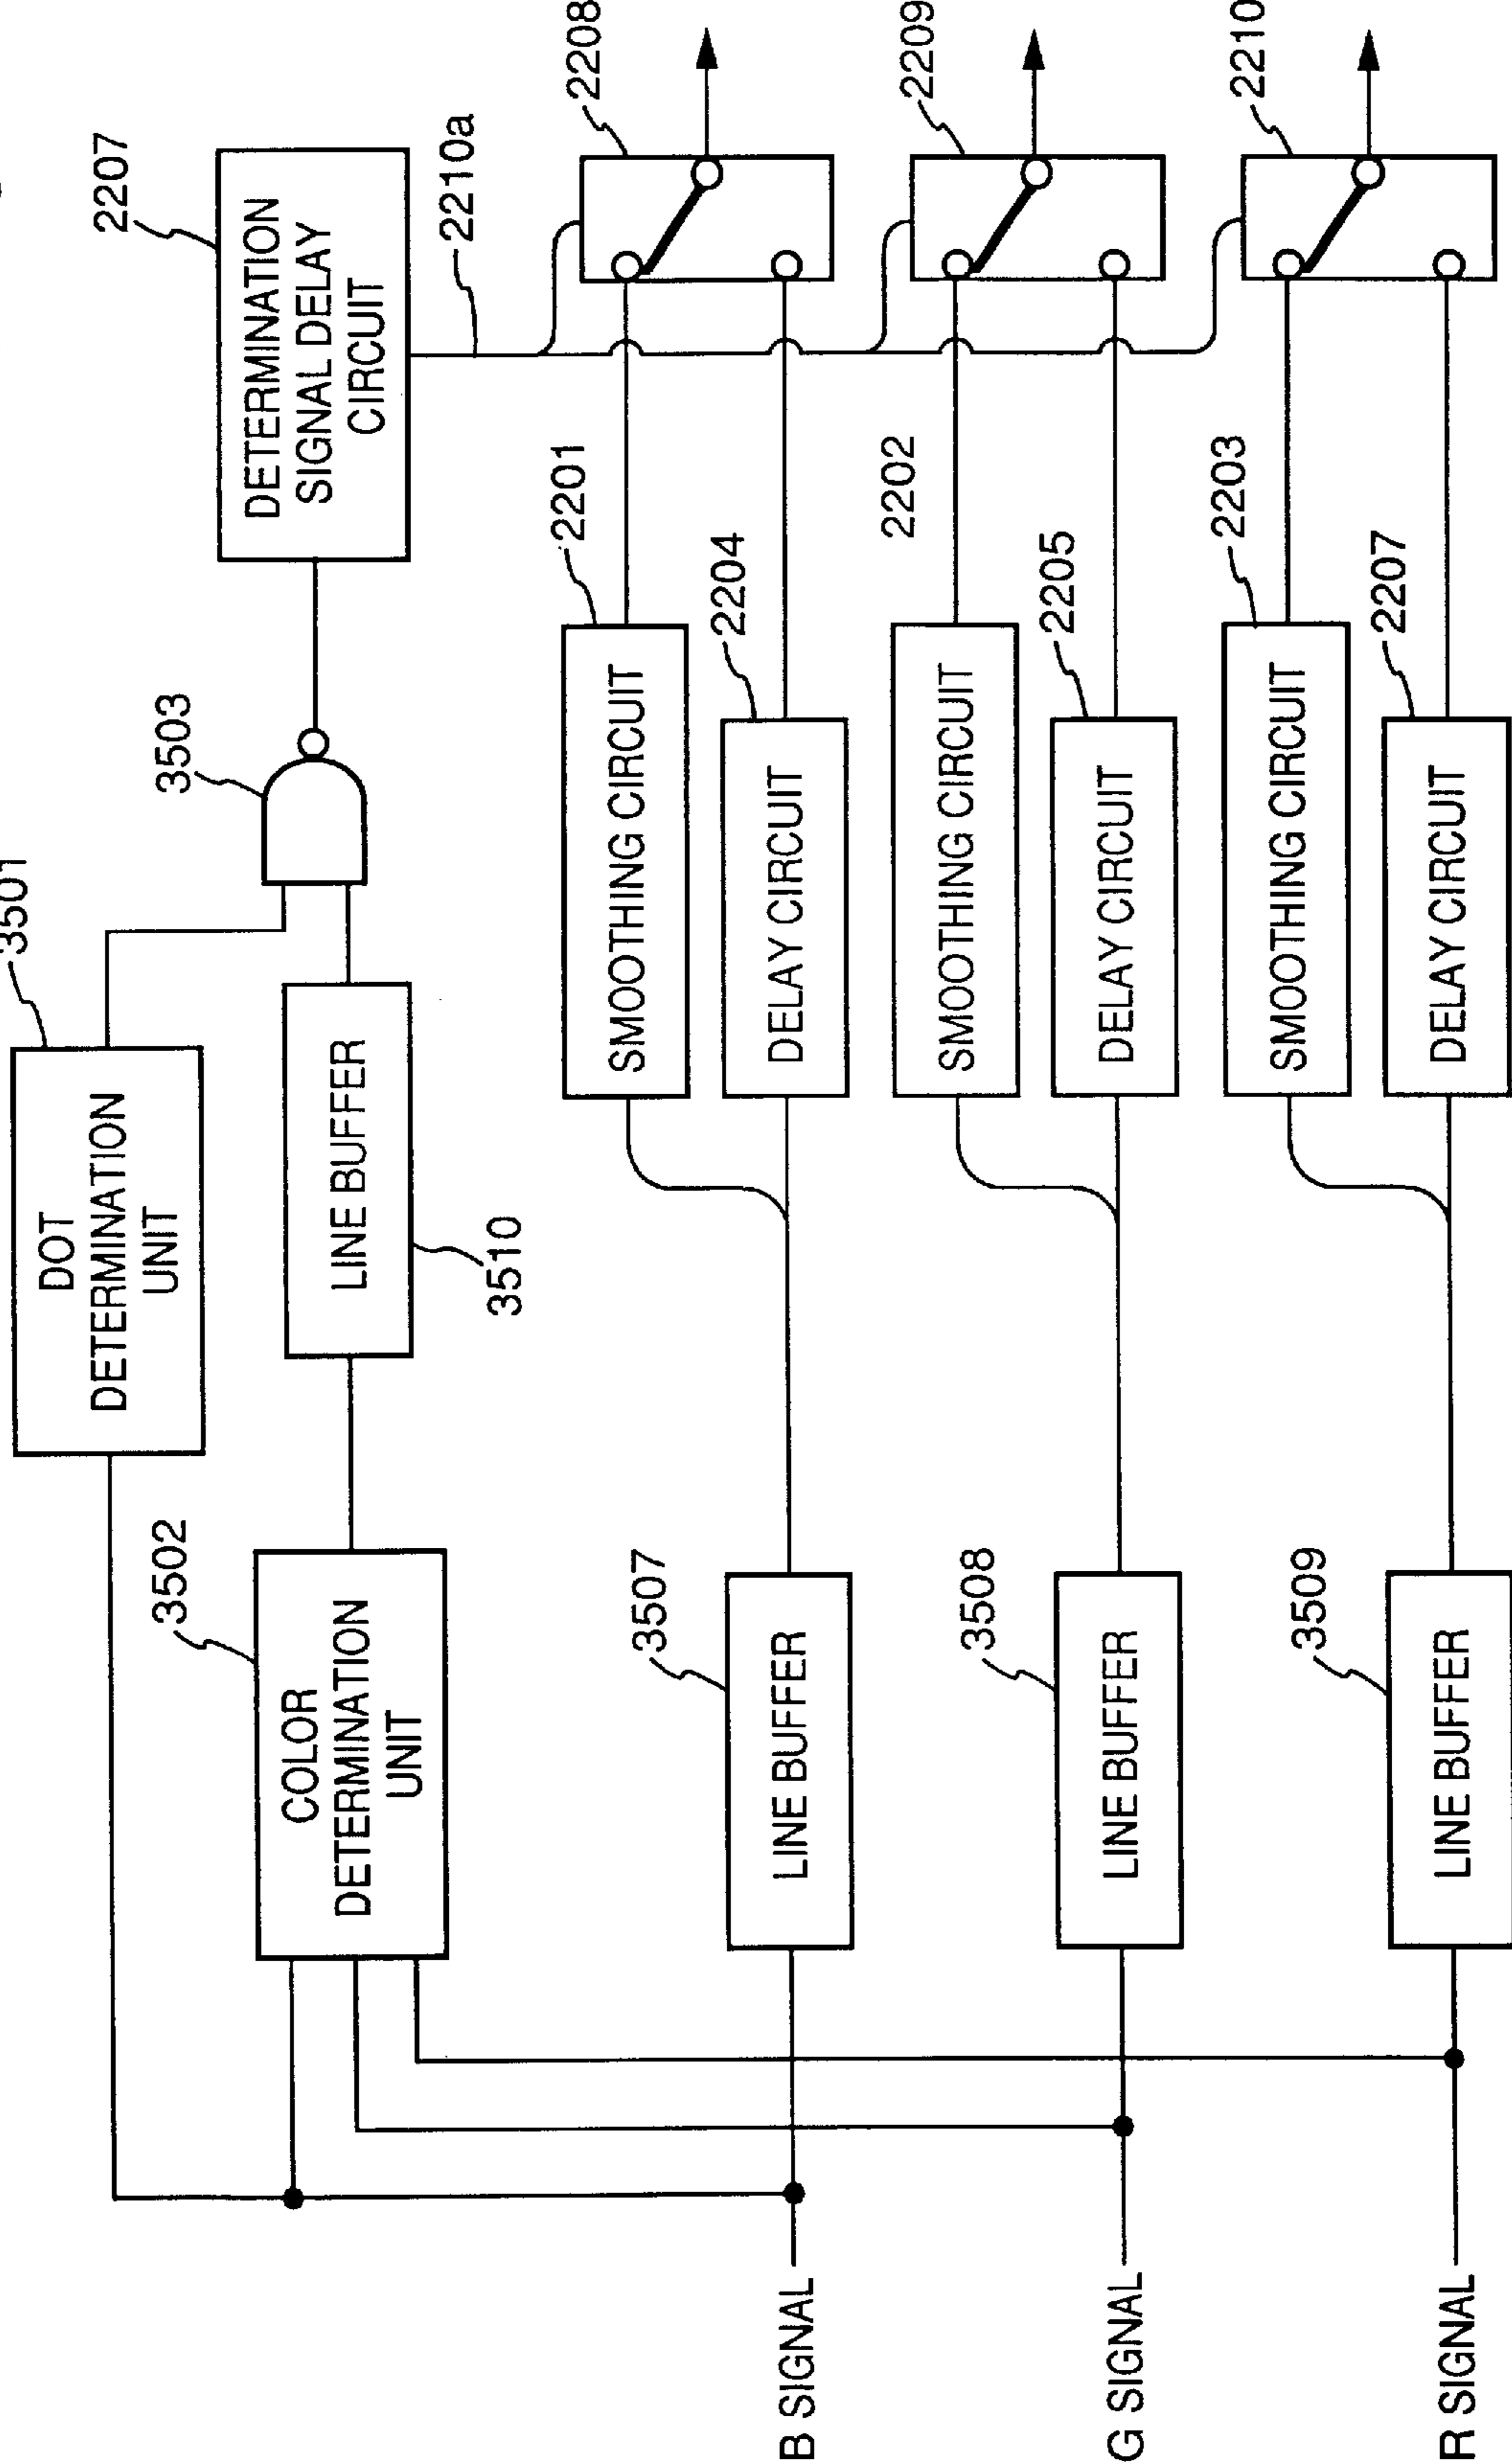 3501
DOT
DETERMINATION
UNIT
3502
COLOR
DETERMINATION
UNIT
LINE BUFFER
3510
3503
2207
DETERMINATION
SIGNAL DELAY
CIRCUIT
2210a
B SIGNAL
3507
LINE BUFFER
2201
SMOOTHING CIRCUIT
2204
DELAY CIRCUIT
2208
G SIGNAL
3508
LINE BUFFER
2202
SMOOTHING CIRCUIT
2205
DELAY CIRCUIT
2209
R SIGNAL
3509
LINE BUFFER
2203
SMOOTHING CIRCUIT
2207
DELAY CIRCUIT
2210